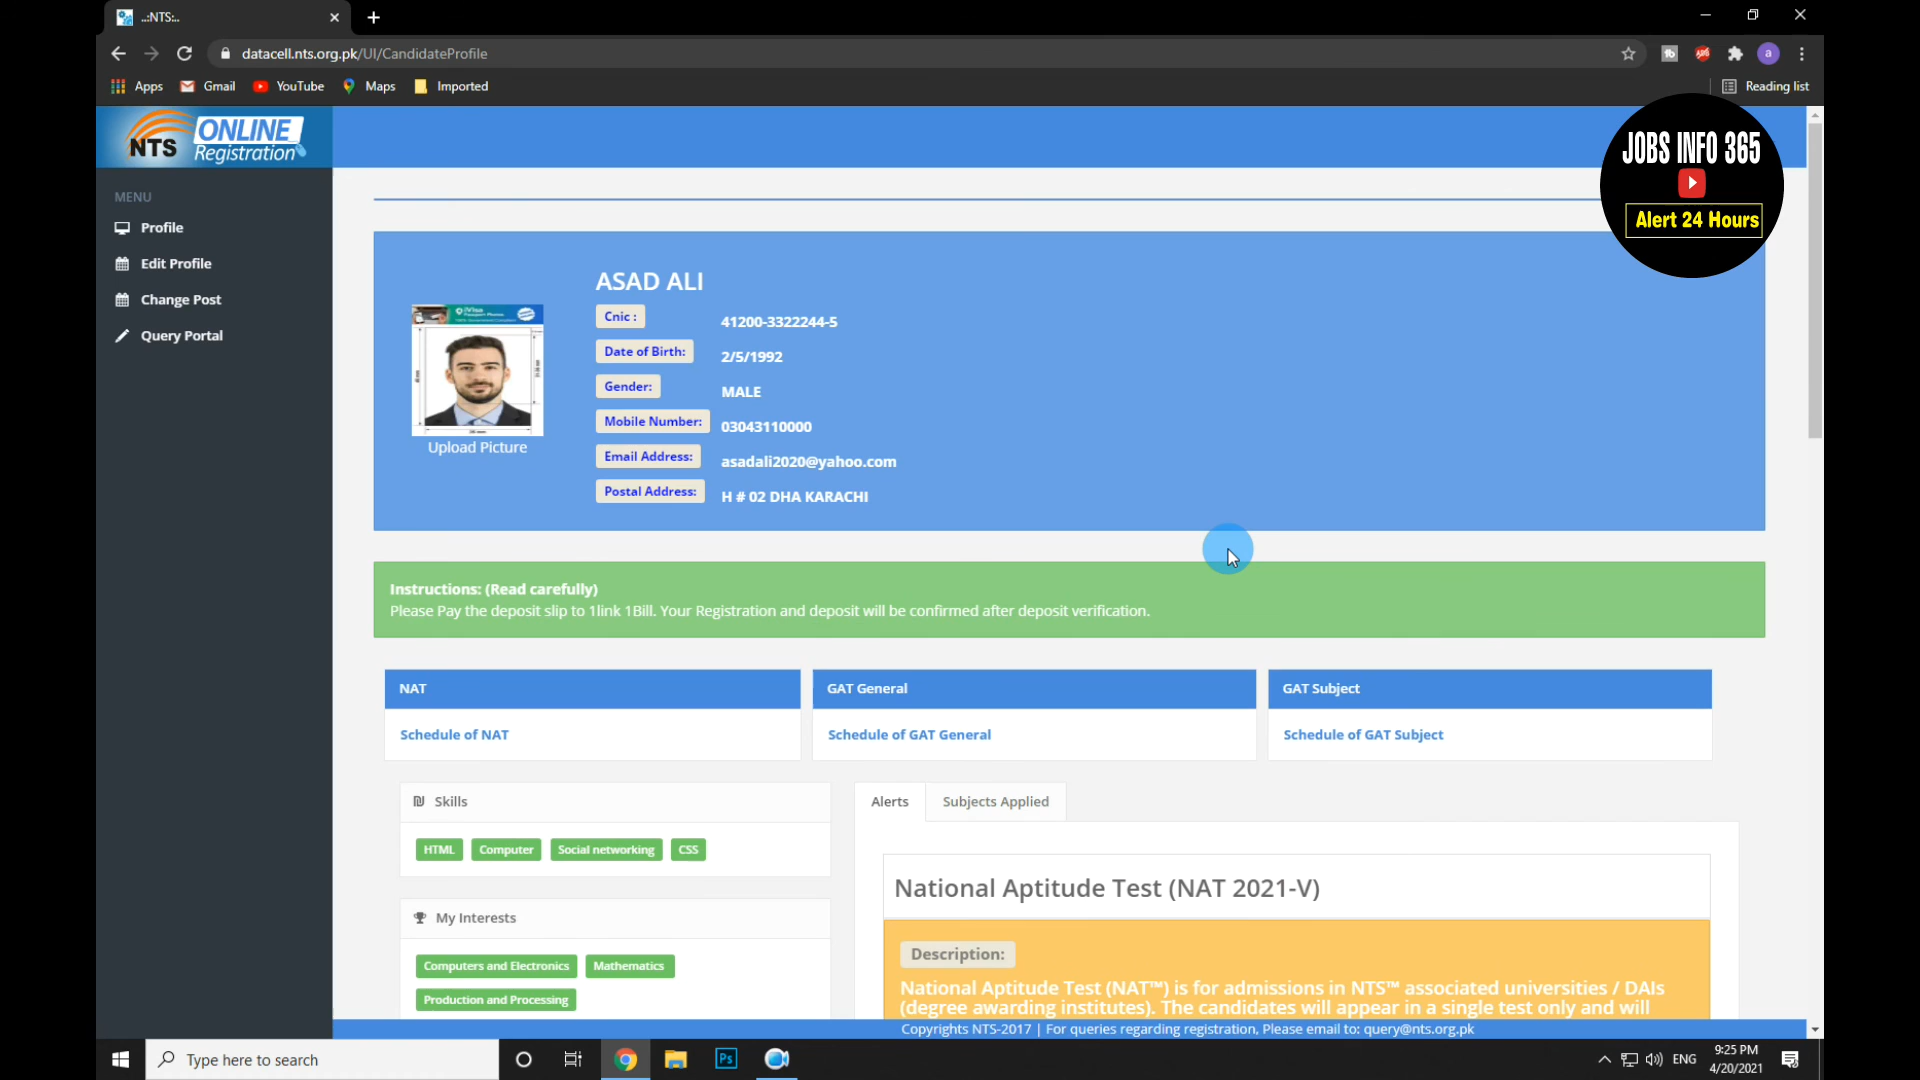 ..:NTS:..
datacell.nts.org.pk/UI/CandidateProfile
Apps Gmail YouTube Maps Imported Reading list
NTS ONLINE Registration
JOBS INFO 365
Alert 24 Hours
MENU
Profile
Edit Profile
Change Post
Query Portal
ASAD ALI
Cnic : 41200-3322244-5
Date of Birth: 2/5/1992
Gender: MALE
Mobile Number: 03043110000
Email Address: asadali2020@yahoo.com
Postal Address: H # 02 DHA KARACHI
iVisa
Upload Picture
Instructions: (Read carefully)
Please Pay the deposit slip to 1link 1Bill. Your Registration and deposit will be confirmed after deposit verification.
NAT GAT General GAT Subject
Schedule of NAT Schedule of GAT General Schedule of GAT Subject
Skills
HTML Computer Social networking CSS
My Interests
Computers and Electronics Mathematics
Production and Processing
Alerts Subjects Applied
National Aptitude Test (NAT 2021-V)
Description:
National Aptitude Test (NAT™) is for admissions in NTS™ associated universities / DAIs
(degree awarding institutes). The candidates will appear in a single test only and will
Copyrights NTS-2017 | For queries regarding registration, Please email to: query@nts.org.pk
Type here to search
Ps
ENG
9:25 PM
4/20/2021